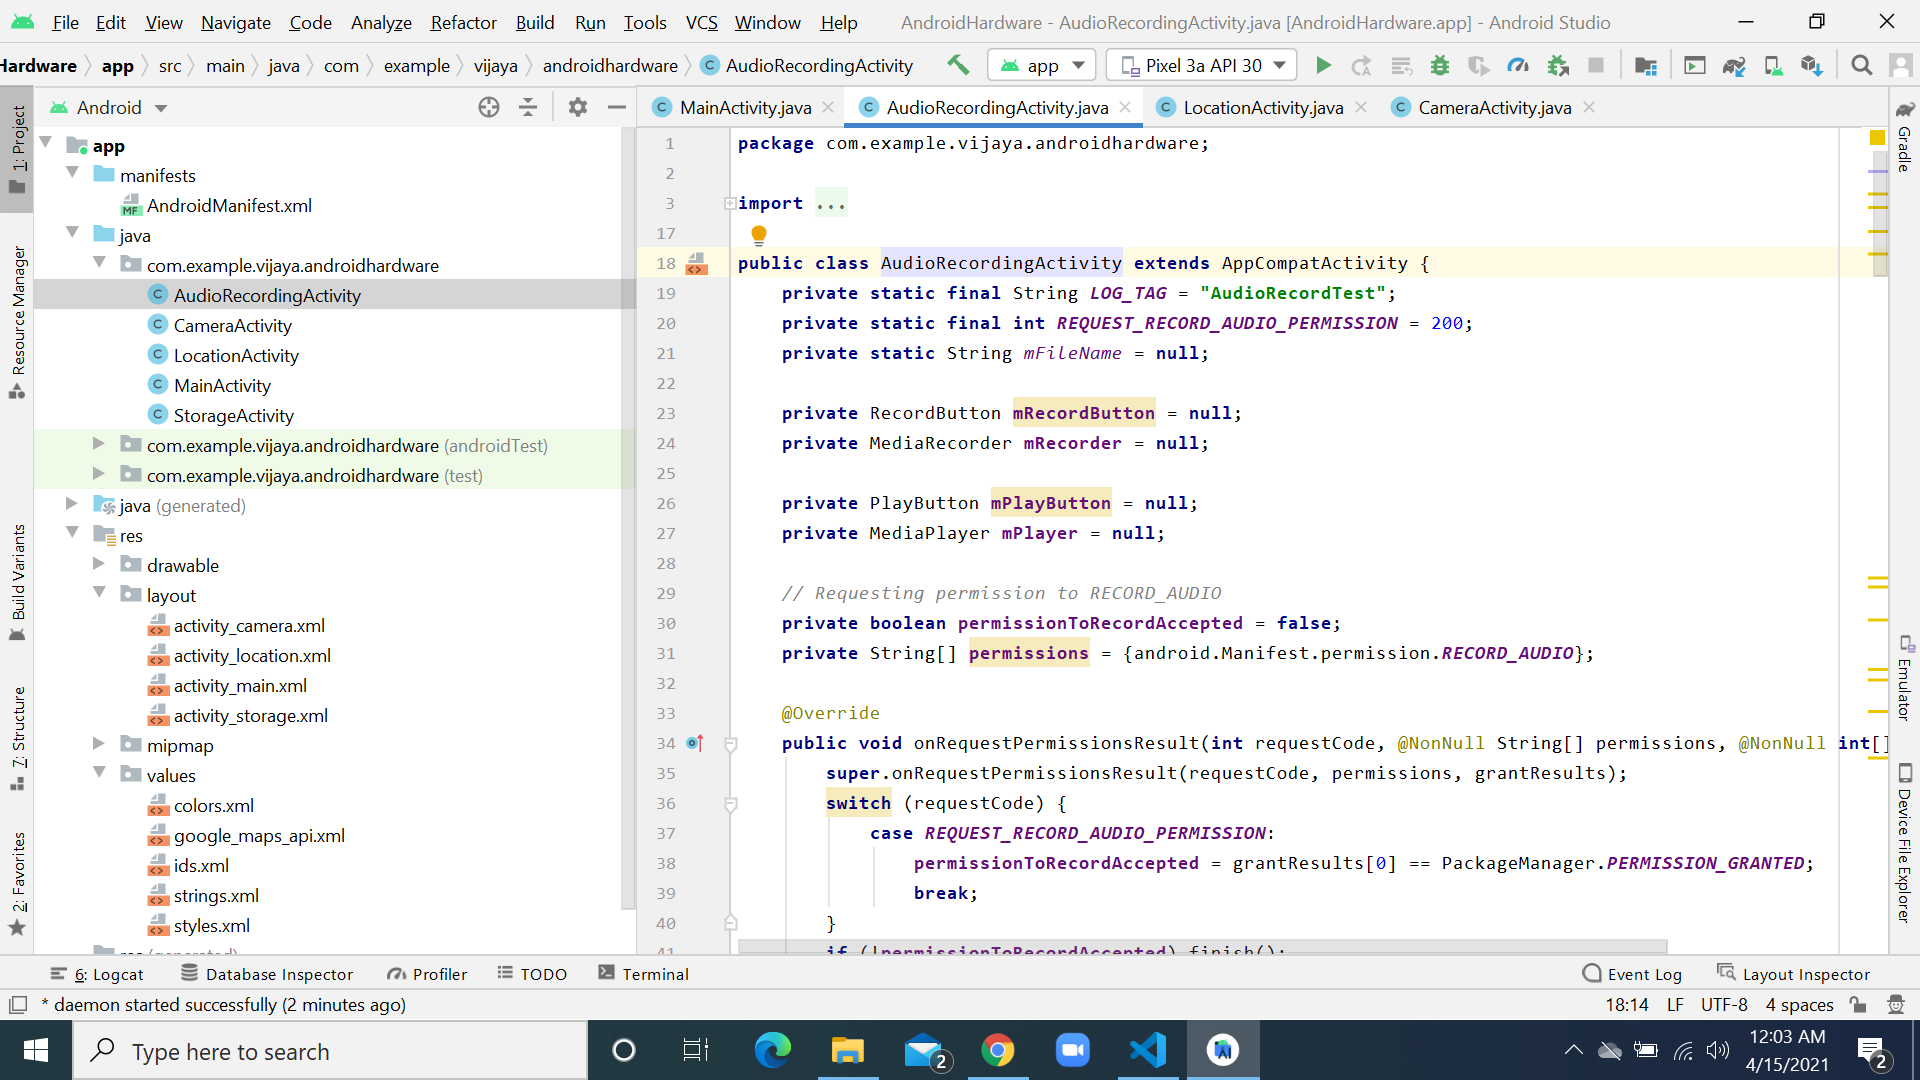 File Edit View Navigate Code Analyze Refactor Build Run Tools VCS Window Help AndroidHardware - AudioRecordingActivity.java [AndroidHardware.app] - Android Studio
Hardware app src main java com example vijaya androidhardware AudioRecordingActivity app Pixel 3a API 30
Android
MainActivity.java AudioRecordingActivity.java LocationActivity.java CameraActivity.java
1: Project
Resource Manager
Build Variants
7: Structure
2: Favorites
app
manifests
AndroidManifest.xml
java
com.example.vijaya.androidhardware
AudioRecordingActivity
CameraActivity
LocationActivity
MainActivity
StorageActivity
com.example.vijaya.androidhardware (androidTest)
com.example.vijaya.androidhardware (test)
java (generated)
res
drawable
layout
activity_camera.xml
activity_location.xml
activity_main.xml
activity_storage.xml
mipmap
values
colors.xml
google_maps_api.xml
ids.xml
strings.xml
styles.xml
res (generated)
1 package com.example.vijaya.androidhardware;
2
3 import ...
17
18 public class AudioRecordingActivity extends AppCompatActivity {
19 private static final String LOG_TAG = "AudioRecordTest";
20 private static final int REQUEST_RECORD_AUDIO_PERMISSION = 200;
21 private static String mFileName = null;
22
23 private RecordButton mRecordButton = null;
24 private MediaRecorder mRecorder = null;
25
26 private PlayButton mPlayButton = null;
27 private MediaPlayer mPlayer = null;
28
29 // Requesting permission to RECORD_AUDIO
30 private boolean permissionToRecordAccepted = false;
31 private String[] permissions = {android.Manifest.permission.RECORD_AUDIO};
32
33 @Override
34 public void onRequestPermissionsResult(int requestCode, @NonNull String[] permissions, @NonNull int[]
35 super.onRequestPermissionsResult(requestCode, permissions, grantResults);
36 switch (requestCode) {
37 case REQUEST_RECORD_AUDIO_PERMISSION:
38 permissionToRecordAccepted = grantResults[0] == PackageManager.PERMISSION_GRANTED;
39 break;
40 }
41 if (!permissionToRecordAccepted) finish();
Gradle
Emulator
Device File Explorer
6: Logcat Database Inspector Profiler TODO Terminal Event Log Layout Inspector
* daemon started successfully (2 minutes ago) 18:14 LF UTF-8 4 spaces
Type here to search 2 12:03 AM
4/15/2021 2